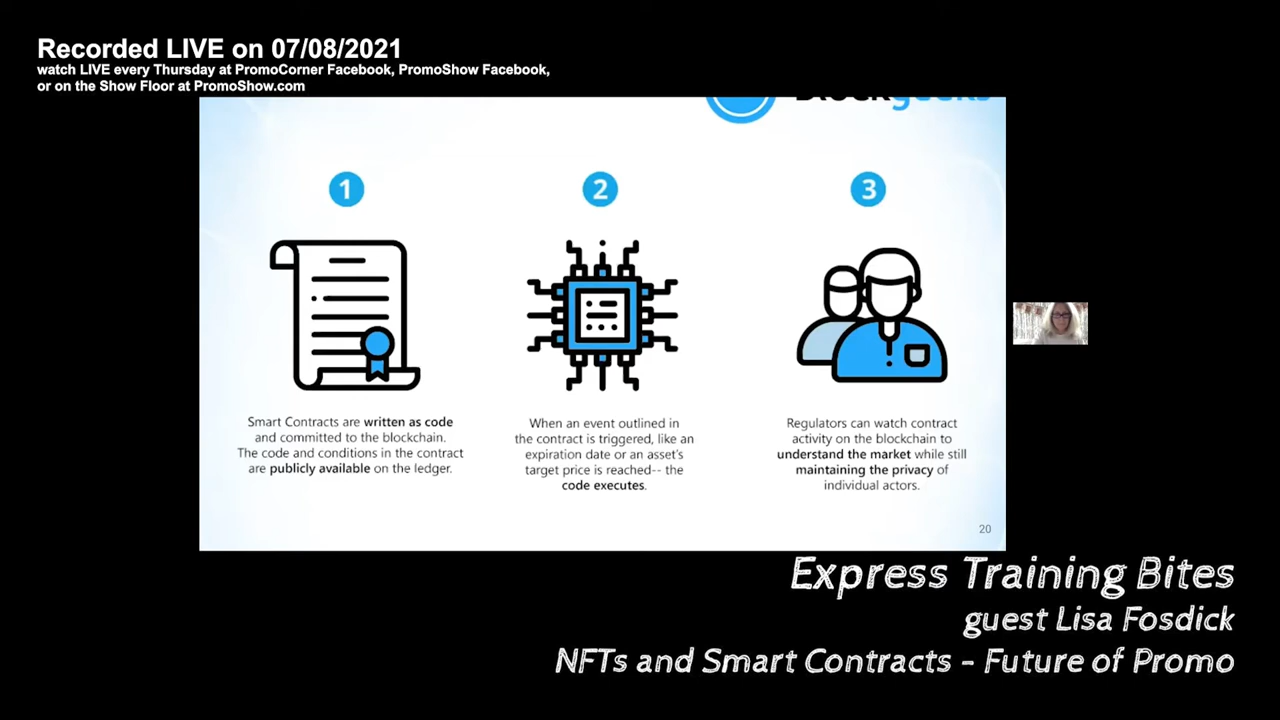 Recorded LIVE on 07/08/2021
watch LIVE every Thursday at PromoCorner Facebook, PromoShow Facebook,
or on the Show Floor at PromoShow.com
Blockgeeks
1
2
3
Smart Contracts are written as code
and committed to the blockchain.
The code and conditions in the contract
are publicly available on the ledger.
When an event outlined in
the contract is triggered, like an
expiration date or an asset's
target price is reached-- the
code executes.
Regulators can watch contract
activity on the blockchain to
understand the market while still
maintaining the privacy of
individual actors.
20
Express Training Bites
guest Lisa Fosdick
NFTs and Smart Contracts - Future of Promo